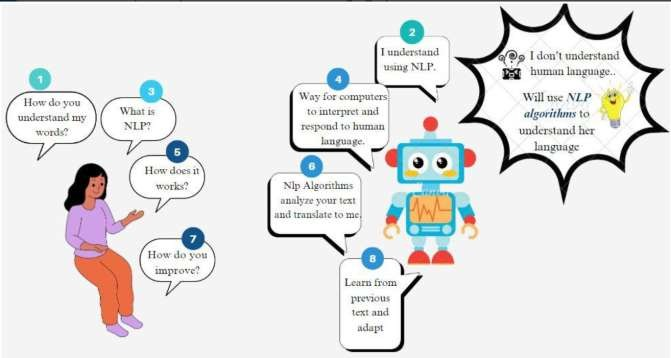 1
How do you
understand my
words?
2
I understand
using NLP.
3
What is
NLP?
4
Way for computers
to interpret and
respond to human
language.
5
How does it
works?
6
Nlp Algorithms
analyze your text
and translate to me.
7
How do you
improve?
8
Learn from
previous
text and
adapt
I don't understand
human language..
Will use NLP
algorithms to
understand her
language